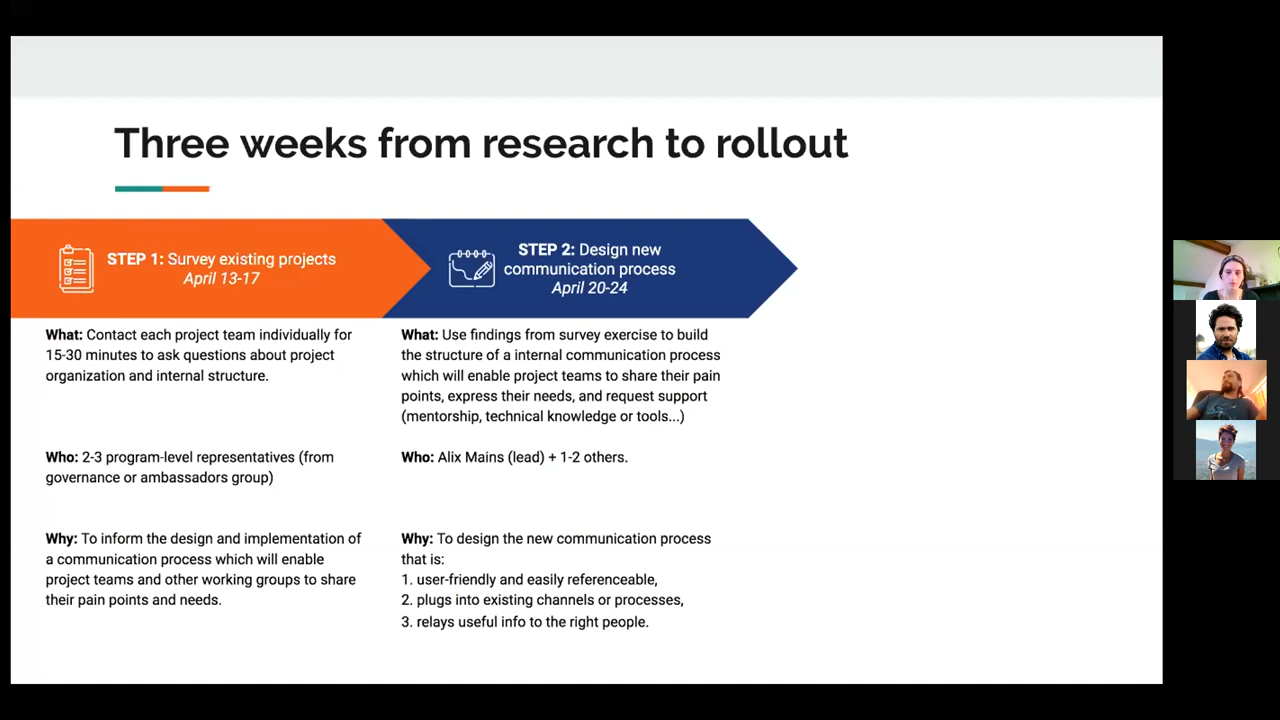 Three weeks from research to rollout
STEP 1: Survey existing projects
April 13-17
STEP 2: Design new
communication process
April 20-24
What: Contact each project team individually for
15-30 minutes to ask questions about project
organization and internal structure.
Who: 2-3 program-level representatives (from
governance or ambassadors group)
Why: To inform the design and implementation of
a communication process which will enable
project teams and other working groups to share
their pain points and needs.
What: Use findings from survey exercise to build
the structure of a internal communication process
which will enable project teams to share their pain
points, express their needs, and request support
(mentorship, technical knowledge or tools...)
Who: Alix Mains (lead) + 1-2 others.
Why: To design the new communication process
that is:
1. user-friendly and easily referenceable,
2. plugs into existing channels or processes,
3. relays useful info to the right people.